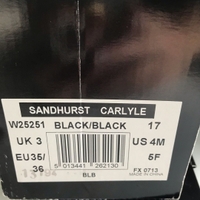 SANDHURST CARLYLE
W25251 BLACK/BLACK 17
UK 3 US 4M
EU 35/
36 5F
5 013441 262130
BLB FX 0713
MADE IN CHINA